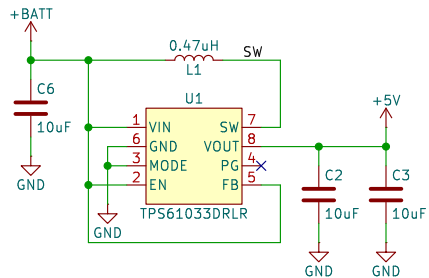 +BATT
0.47uH
SW
L1
C6
10uF
GND
U1
+5V
1 VIN SW 7
6 GND VOUT 8
3 MODE PG 4
2 EN FB 5
TPS61033DRLR
GND
C2
10uF
C3
10uF
GND
GND